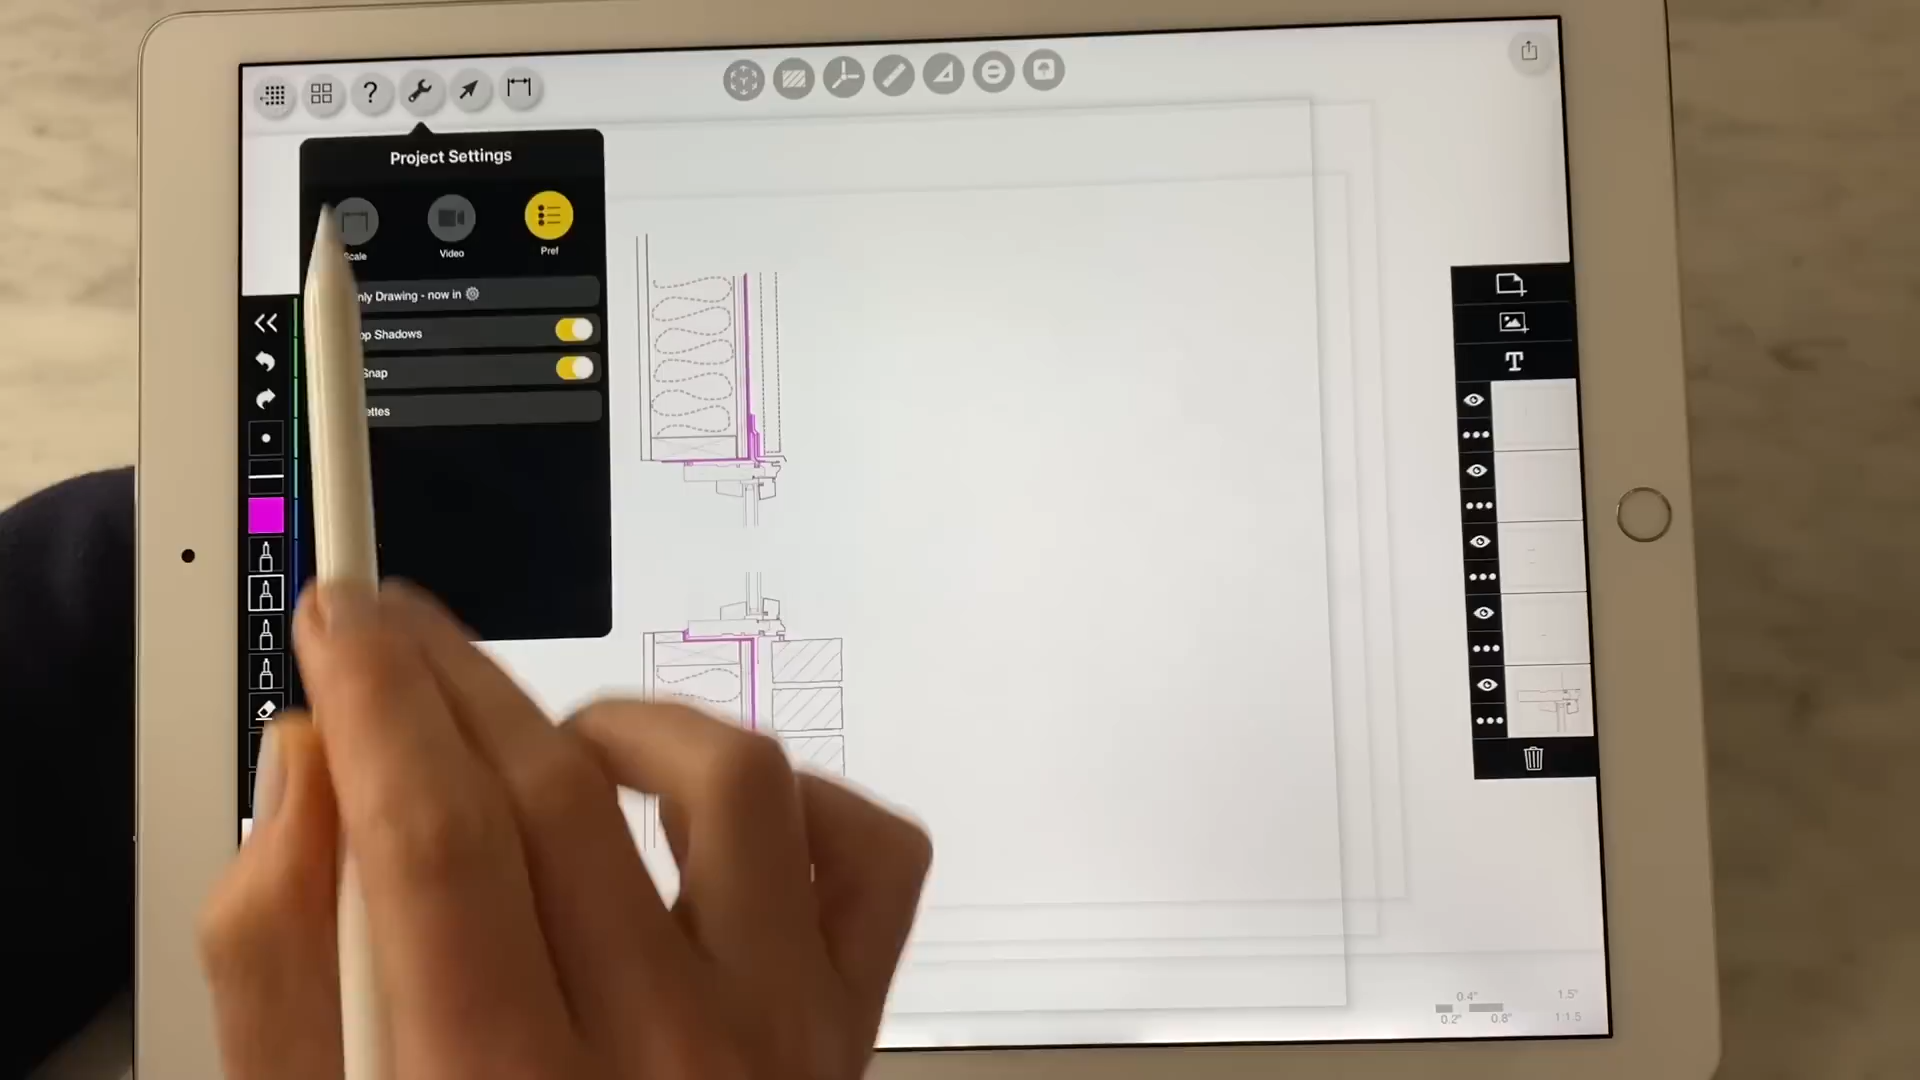 ?
Project Settings
cale
Video
Pref
nly Drawing - now in
op Shadows
Snap
ettes
T
0.4"
1.5"
0.2"
0.8"
1:1.5